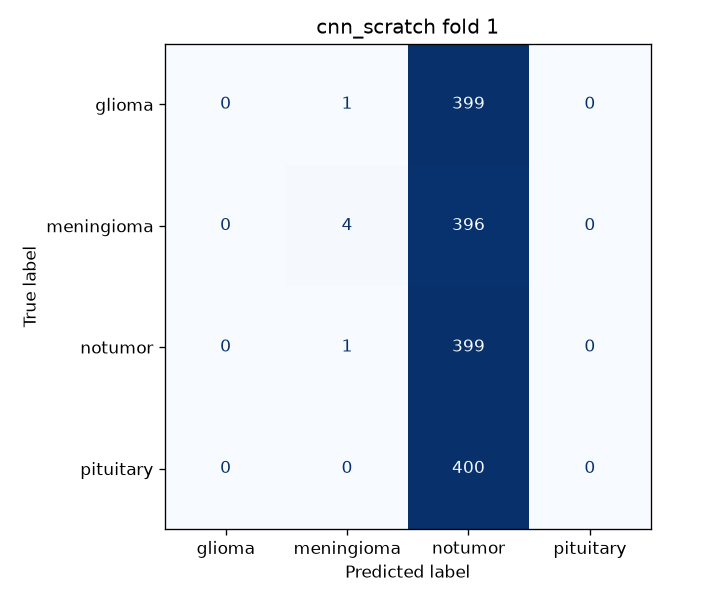 cnn_scratch fold 1
glioma 0 1 399 0
meningioma 0 4 396 0
notumor 0 1 399 0
pituitary 0 0 400 0
True label
glioma meningioma notumor pituitary
Predicted label